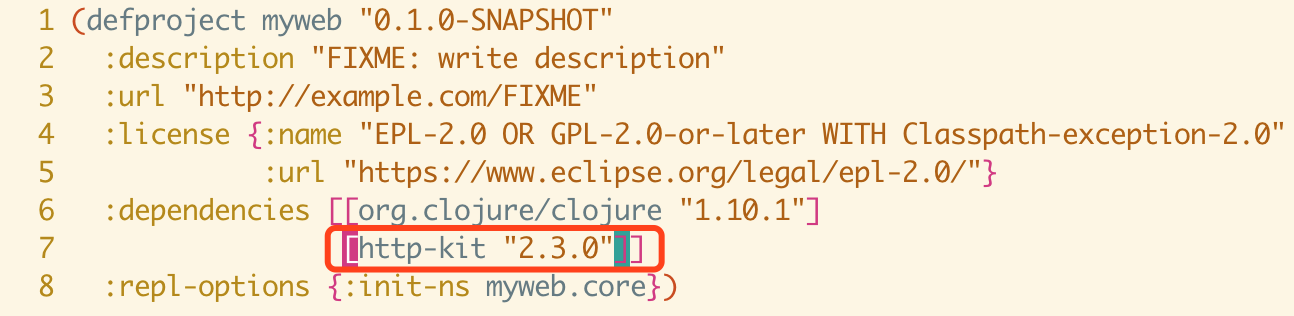 1 (defproject myweb "0.1.0-SNAPSHOT"
2   :description "FIXME: write description"
3   :url "http://example.com/FIXME"
4   :license {:name "EPL-2.0 OR GPL-2.0-or-later WITH Classpath-exception-2.0"
5             :url "https://www.eclipse.org/legal/epl-2.0/"}
6   :dependencies [[org.clojure/clojure "1.10.1"]
7                  [http-kit "2.3.0"]]
8   :repl-options {:init-ns myweb.core})